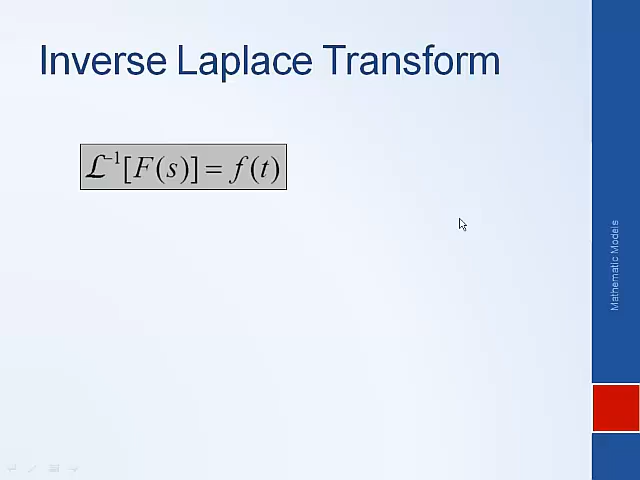 Inverse Laplace Transform
ℒ⁻¹[F(s)] = f(t)
Mathematic Models